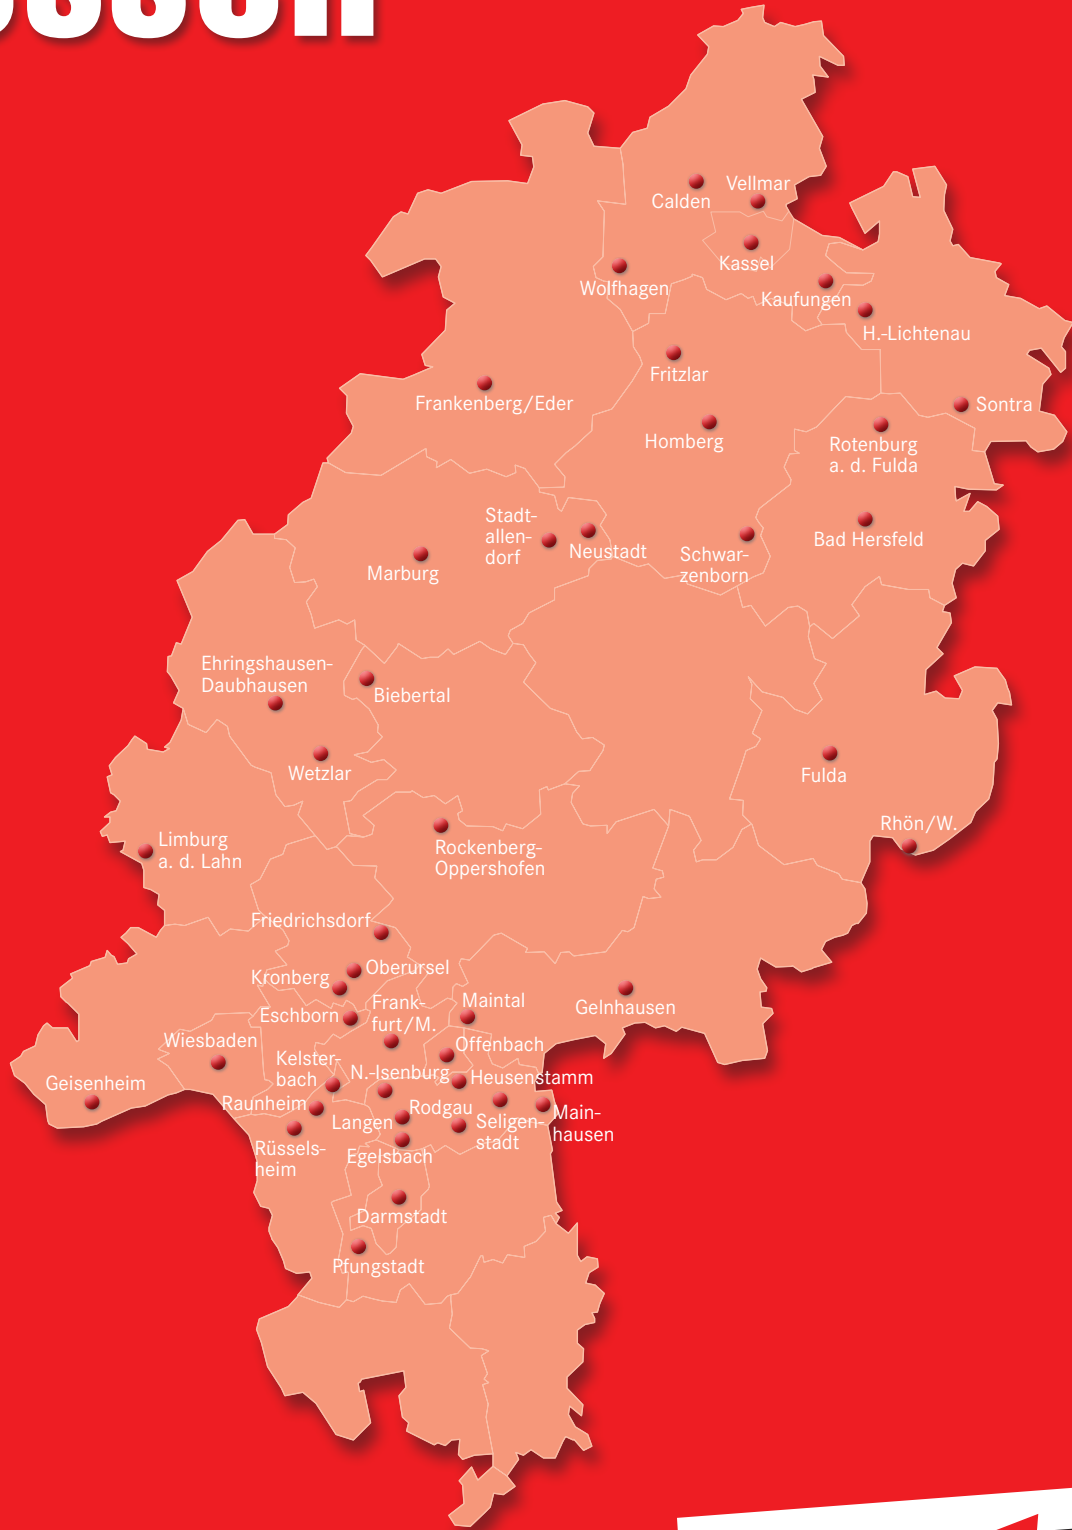 Vellmar
Calden
Kassel
Wolfhagen
Kaufungen
H.-Lichtenau
Fritzlar
Frankenberg/Eder
Sontra
Homberg
Rotenburg
a. d. Fulda
Stadt-
allen-
dorf
Neustadt
Bad Hersfeld
Schwar-
zenborn
Marburg
Ehringshausen-
Daubhausen
Biebertal
Wetzlar
Fulda
Rhön/W.
Limburg
a. d. Lahn
Rockenberg-
Oppershofen
Friedrichsdorf
Oberursel
Kronberg
Frank-
furt/M.
Maintal
Gelnhausen
Eschborn
Wiesbaden
Offenbach
Kelster-
bach
N.-Isenburg
Heusenstamm
Geisenheim
Raunheim
Langen
Rodgau
Seligen-
stadt
Main-
hausen
Rüssels-
heim
Egelsbach
Darmstadt
Pfungstadt